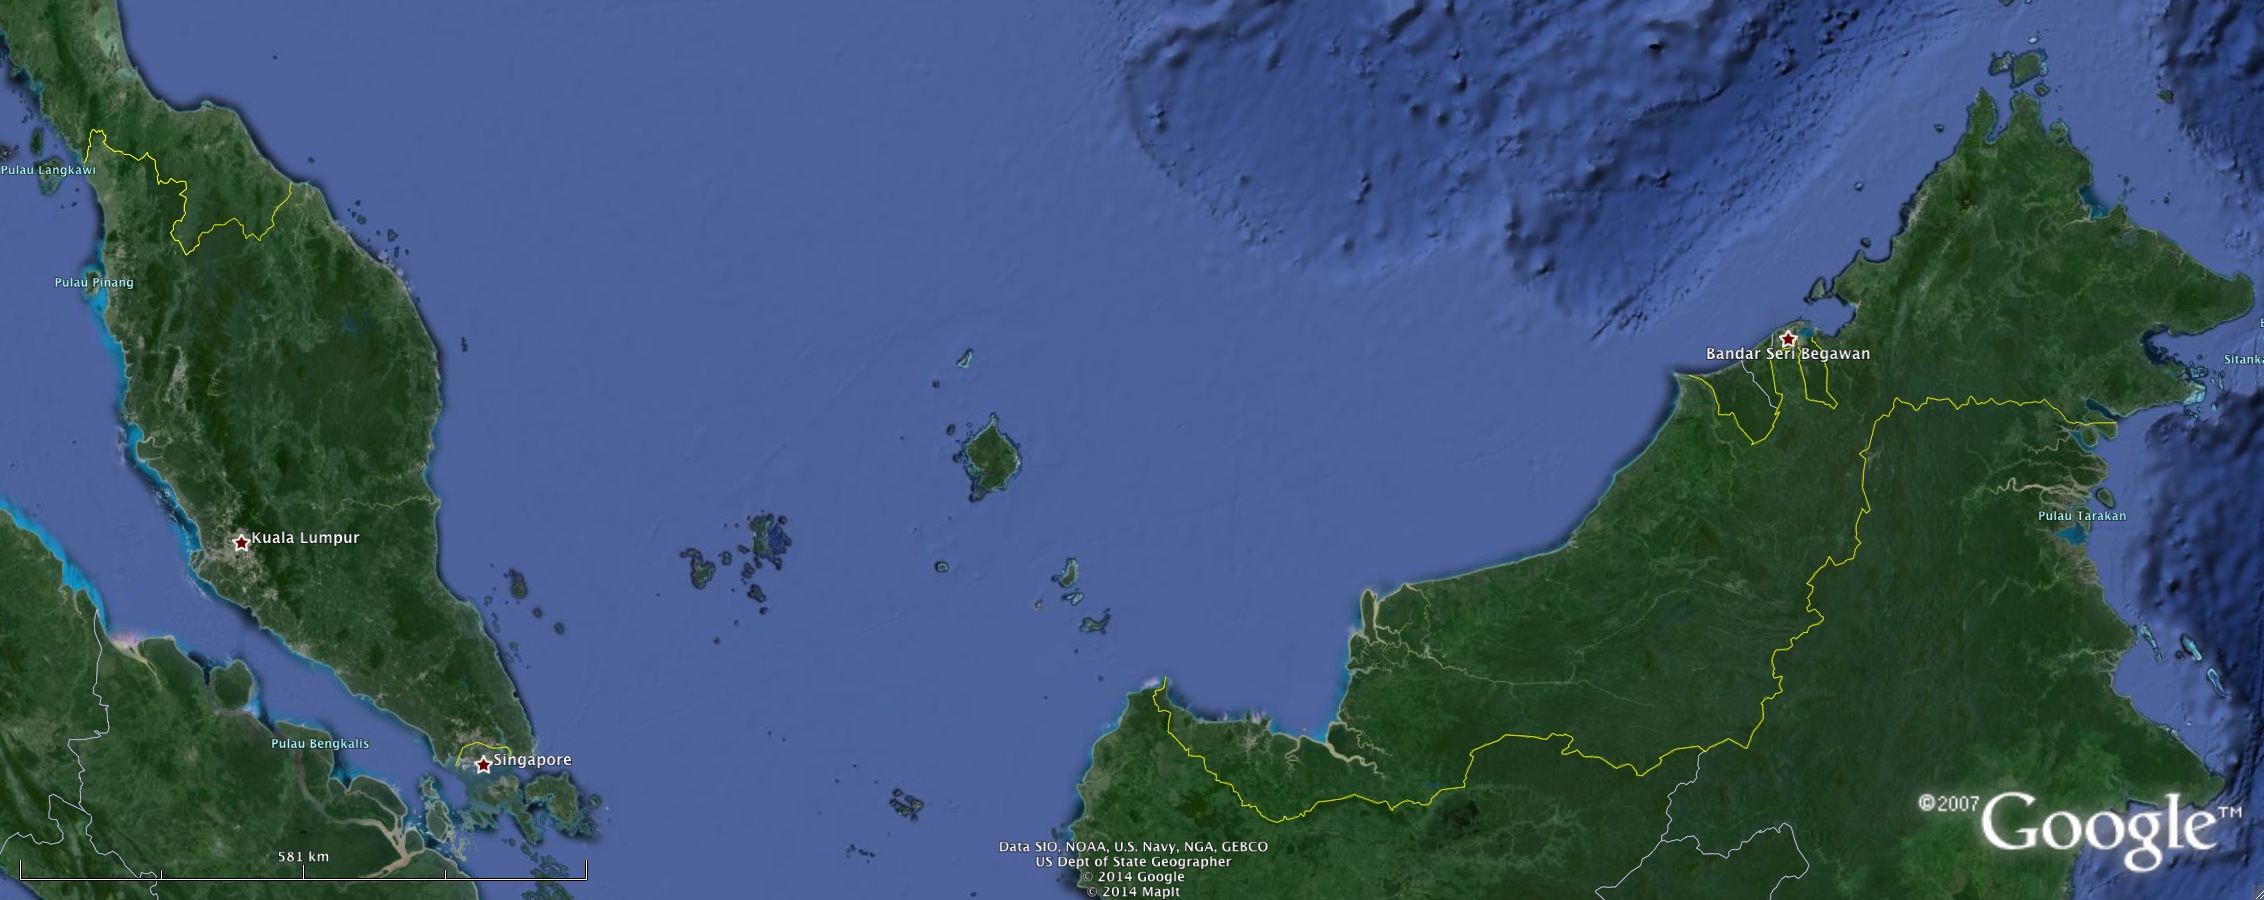 Pulau Langkawi
Pulau Pinang
Bandar Seri Begawan
Sitanka
Pulau Tarakan
Kuala Lumpur
Pulau Bengkalis
Singapore
581 km
Data SIO, NOAA, U.S. Navy, NGA, GEBCO
US Dept of State Geographer
© 2014 Google
© 2014 MapIt
©2007 Google™